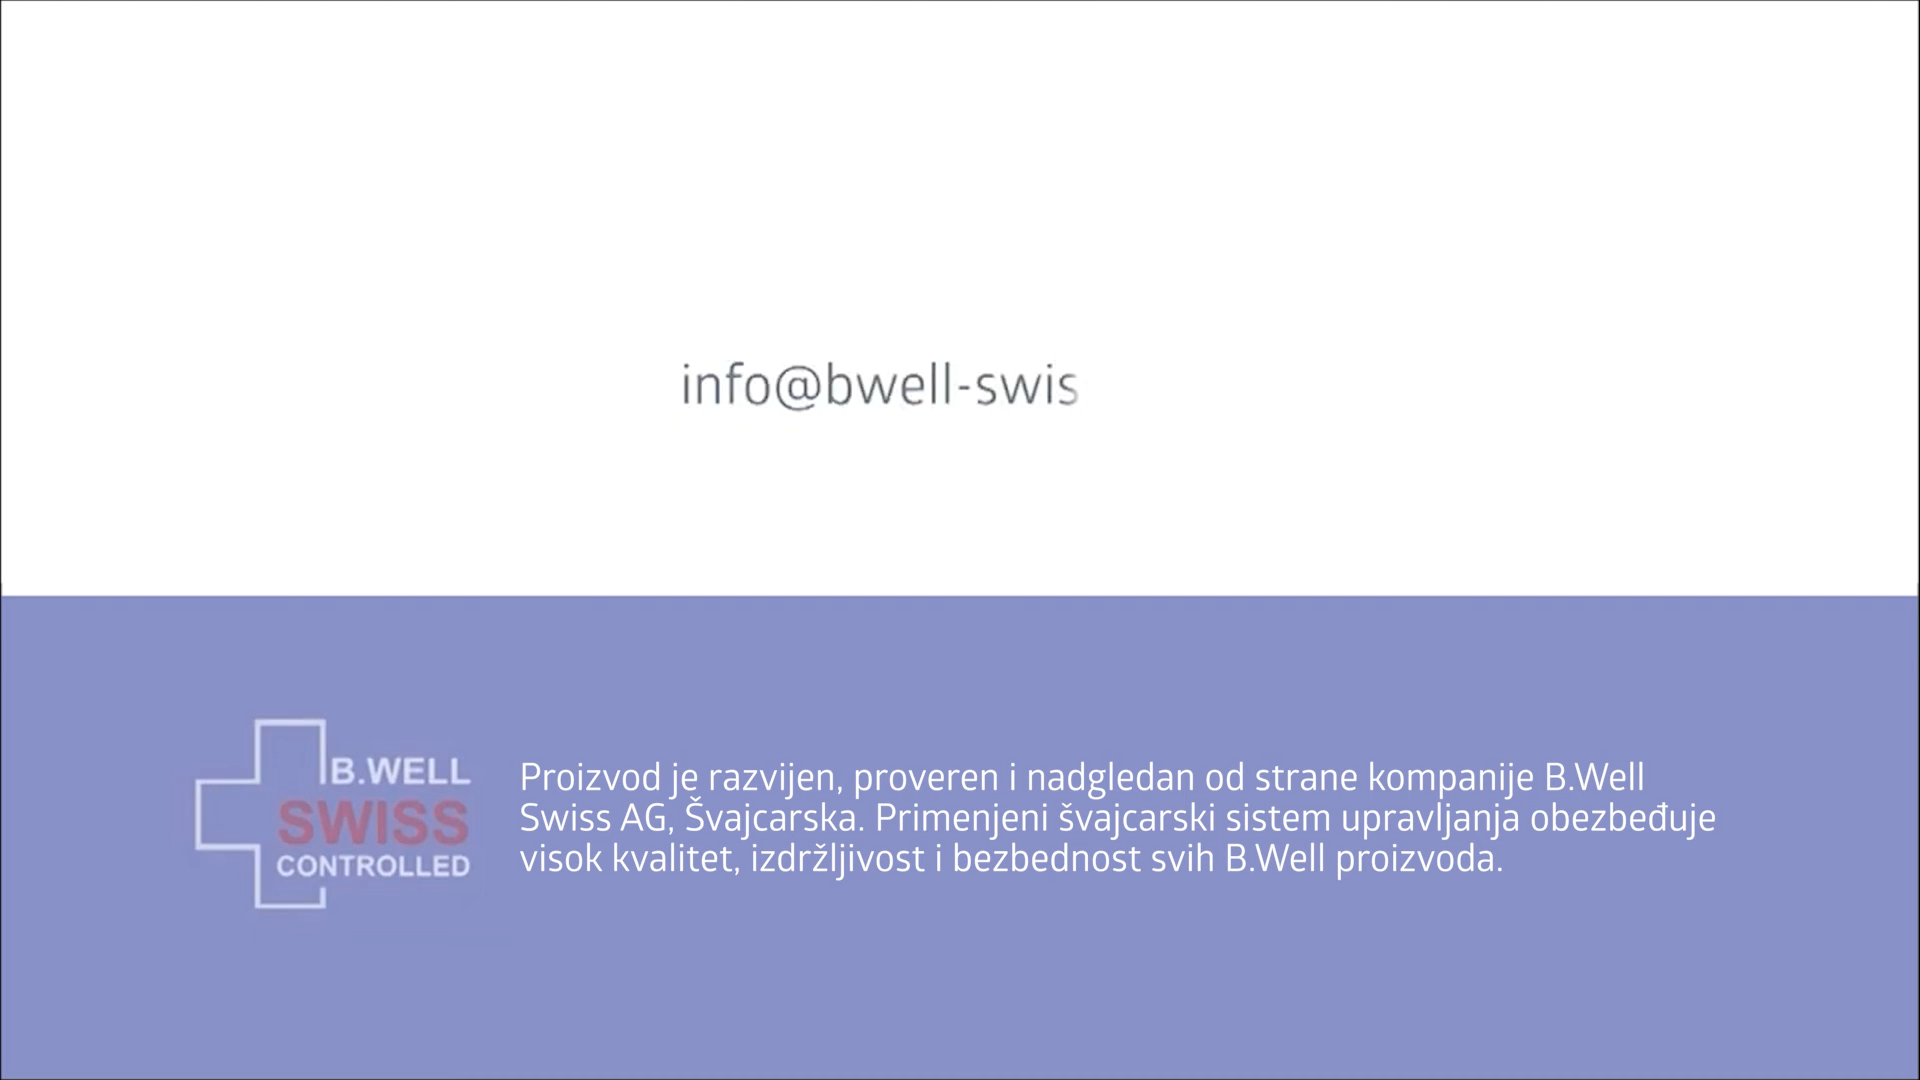 info@bwell-swis
B.WELL
SWISS
CONTROLLED
Proizvod je razvijen, proveren i nadgledan od strane kompanije B.Well
Swiss AG, Švajcarska. Primenjeni švajcarski sistem upravljanja obezbeđuje
visok kvalitet, izdržljivost i bezbednost svih B.Well proizvoda.